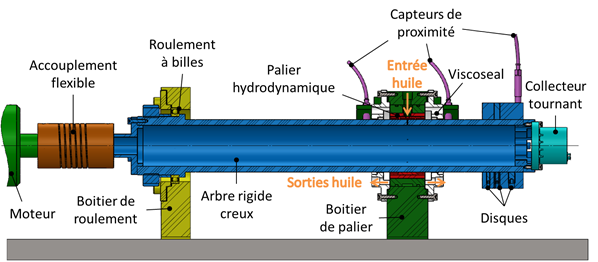 Capteurs de
proximité
Roulement
à billes
Entrée
huile
Accouplement
flexible
Palier
hydrodynamique
Viscoseal
Collecteur
tournant
Moteur
Boitier de
roulement
Arbre rigide
creux
Sorties huile
Boitier
de palier
Disques